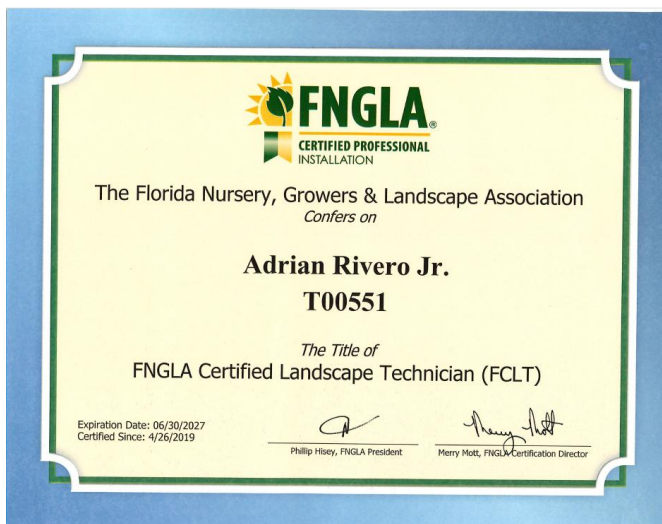 FNGLA®
CERTIFIED PROFESSIONAL
INSTALLATION
The Florida Nursery, Growers & Landscape Association
Confers on
Adrian Rivero Jr.
T00551
The Title of
FNGLA Certified Landscape Technician (FCLT)
Expiration Date: 06/30/2027
Certified Since: 4/26/2019
Phillip Hisey, FNGLA President
Merry Mott
Merry Mott, FNGLA Certification Director